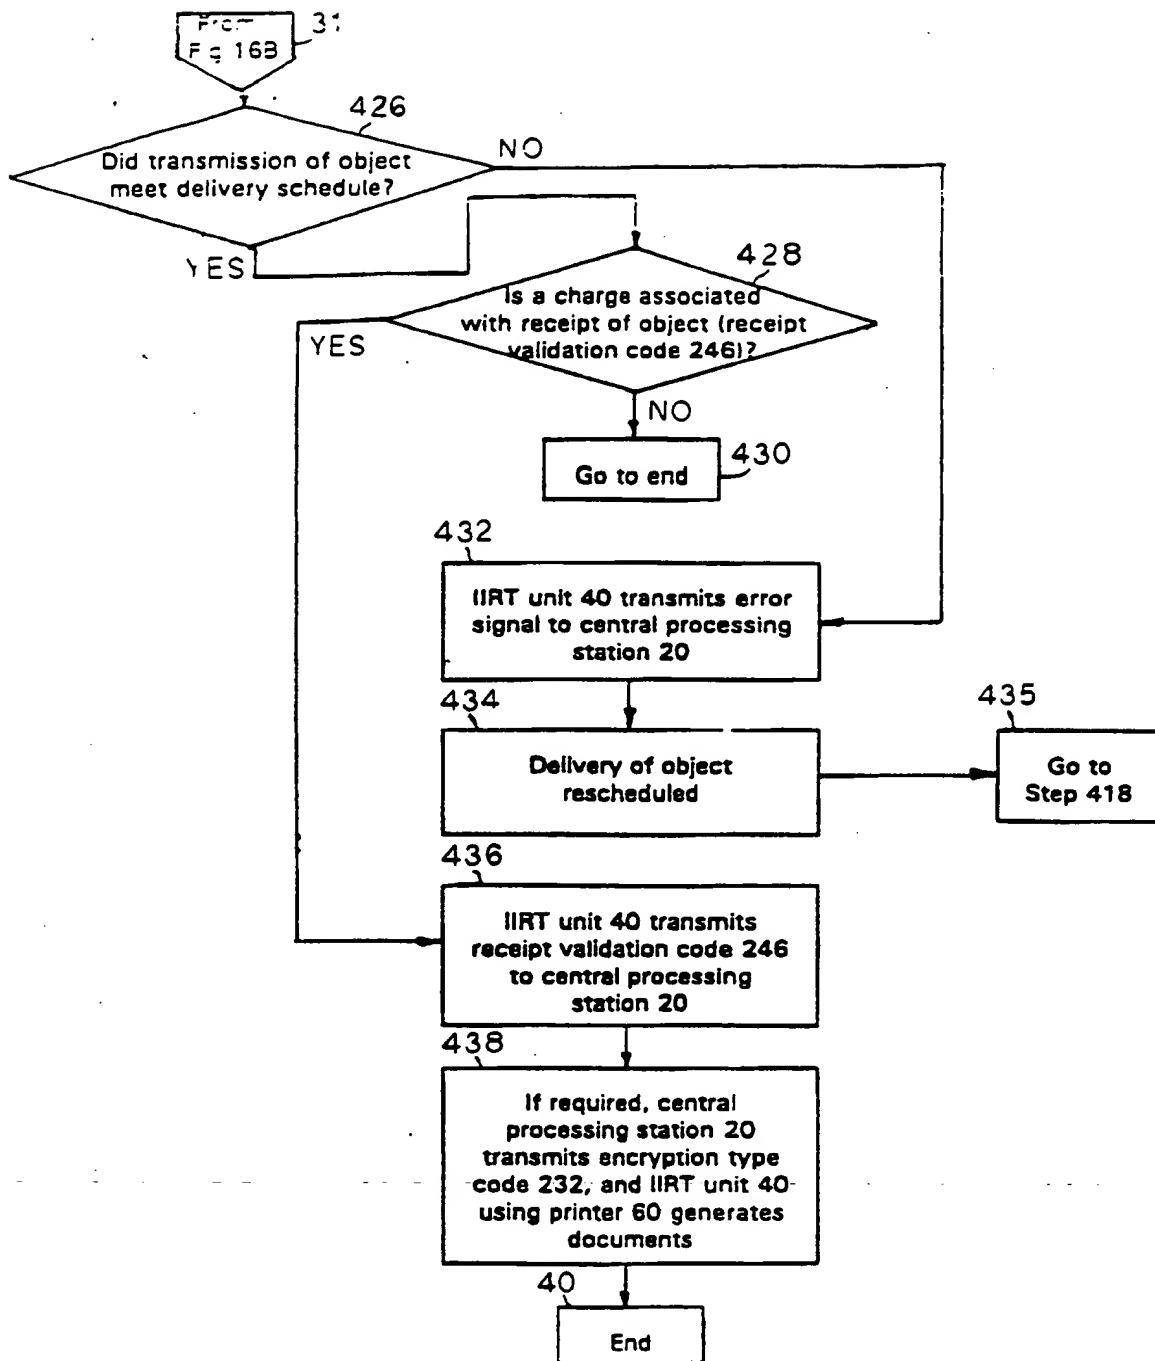 From
Fig 16B
31
426
Did transmission of object
meet delivery schedule?
NO
YES
428
Is a charge associated
with receipt of object (receipt
validation code 246)?
YES
NO
430
Go to end
432
IIRT unit 40 transmits error
signal to central processing
station 20
434
Delivery of object
rescheduled
435
Go to
Step 418
436
IIRT unit 40 transmits
receipt validation code 246
to central processing
station 20
438
If required, central
processing station 20
transmits encryption type
code 232, and IIRT unit 40
using printer 60 generates
documents
40
End